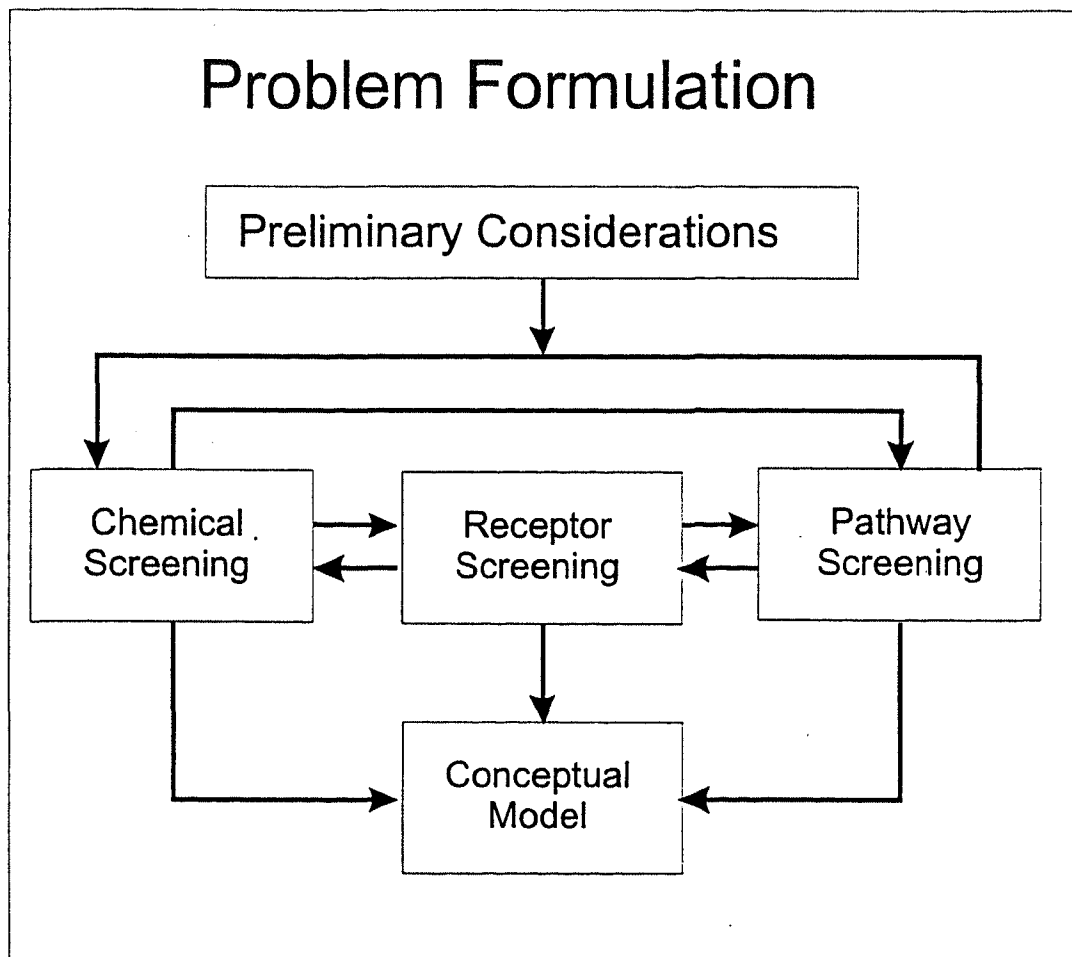 Problem Formulation
Preliminary Considerations
Chemical
Screening
Receptor
Screening
Pathway
Screening
Conceptual
Model